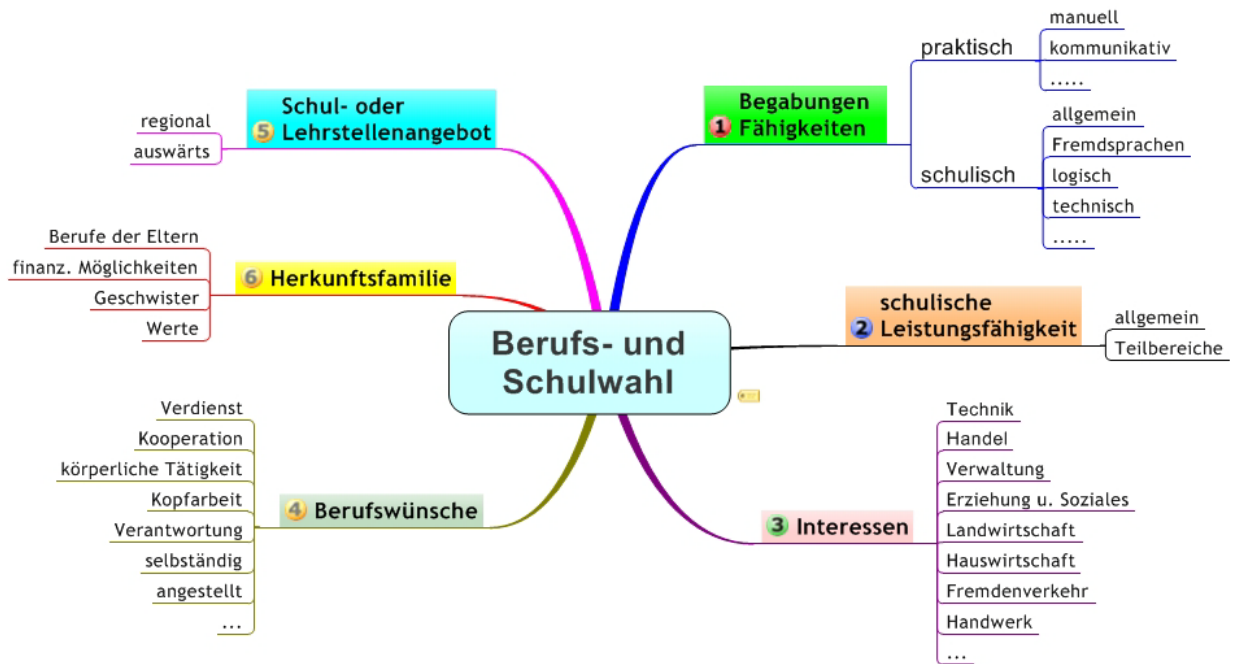 Berufs- und
Schulwahl
1 Begabungen
Fähigkeiten
praktisch
manuell
kommunikativ
.....
schulisch
allgemein
Fremdsprachen
logisch
technisch
.....
2 schulische
Leistungsfähigkeit
allgemein
Teilbereiche
3 Interessen
Technik
Handel
Verwaltung
Erziehung u. Soziales
Landwirtschaft
Hauswirtschaft
Fremdenverkehr
Handwerk
...
4 Berufswünsche
Verdienst
Kooperation
körperliche Tätigkeit
Kopfarbeit
Verantwortung
selbständig
angestellt
...
5 Schul- oder
Lehrstellenangebot
regional
auswärts
6 Herkunftsfamilie
Berufe der Eltern
finanz. Möglichkeiten
Geschwister
Werte